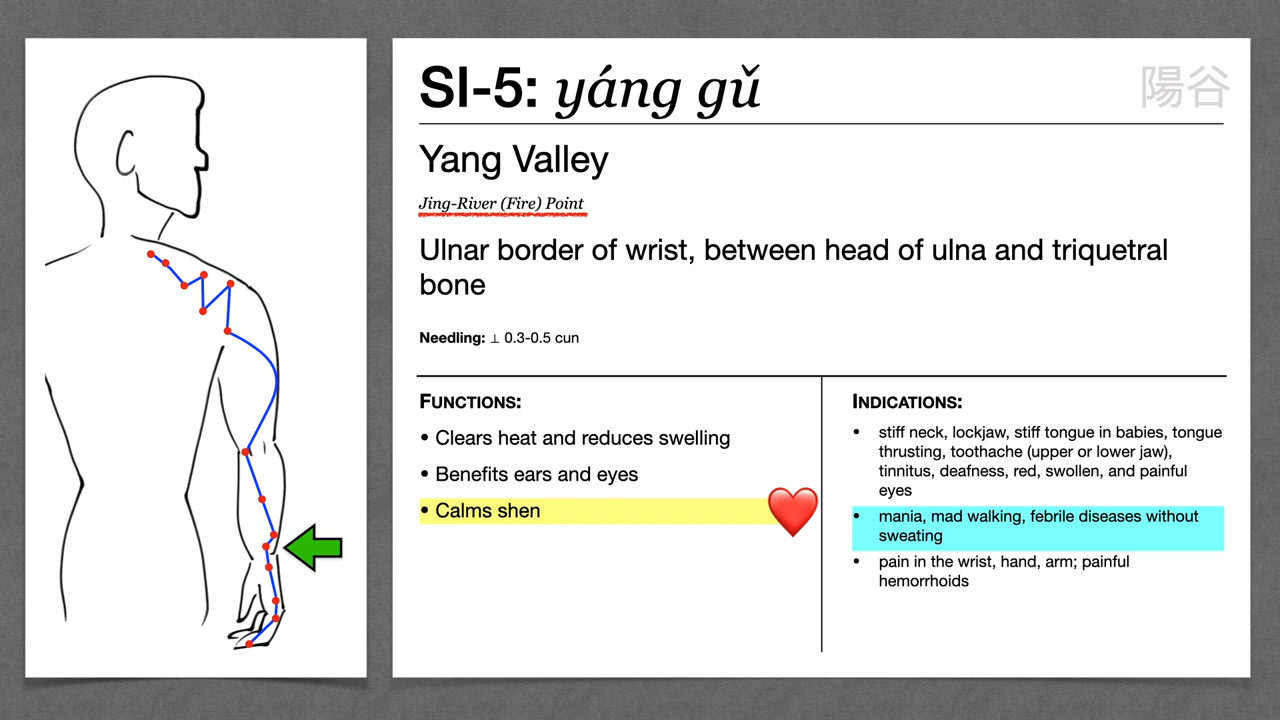 SI-5: yáng gǔ
陽谷
Yang Valley
Jing-River (Fire) Point
Ulnar border of wrist, between head of ulna and triquetral
bone
Needling: ⊥ 0.3-0.5 cun
FUNCTIONS:
• Clears heat and reduces swelling
• Benefits ears and eyes
• Calms shen
INDICATIONS:
• stiff neck, lockjaw, stiff tongue in babies, tongue
thrusting, toothache (upper or lower jaw),
tinnitus, deafness, red, swollen, and painful
eyes
• mania, mad walking, febrile diseases without
sweating
• pain in the wrist, hand, arm; painful
hemorrhoids